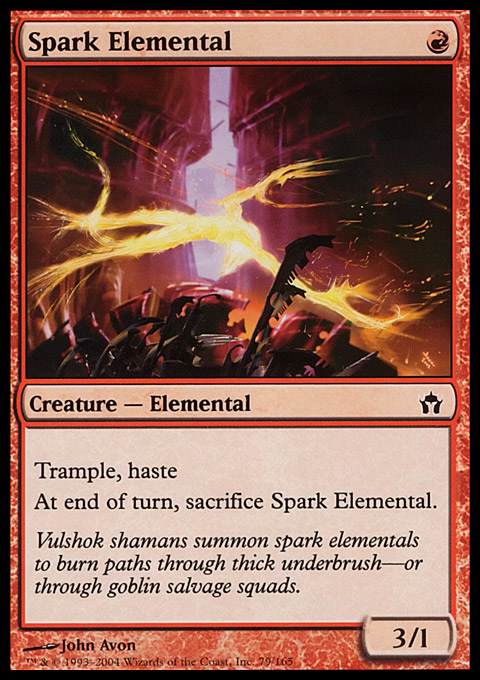 Spark Elemental
Creature — Elemental
Trample, haste
At end of turn, sacrifice Spark Elemental.
Vulshok shamans summon spark elementals
to burn paths through thick underbrush—or
through goblin salvage squads.
3/1
John Avon
™ & © 1993–2004 Wizards of the Coast, Inc. 79/165